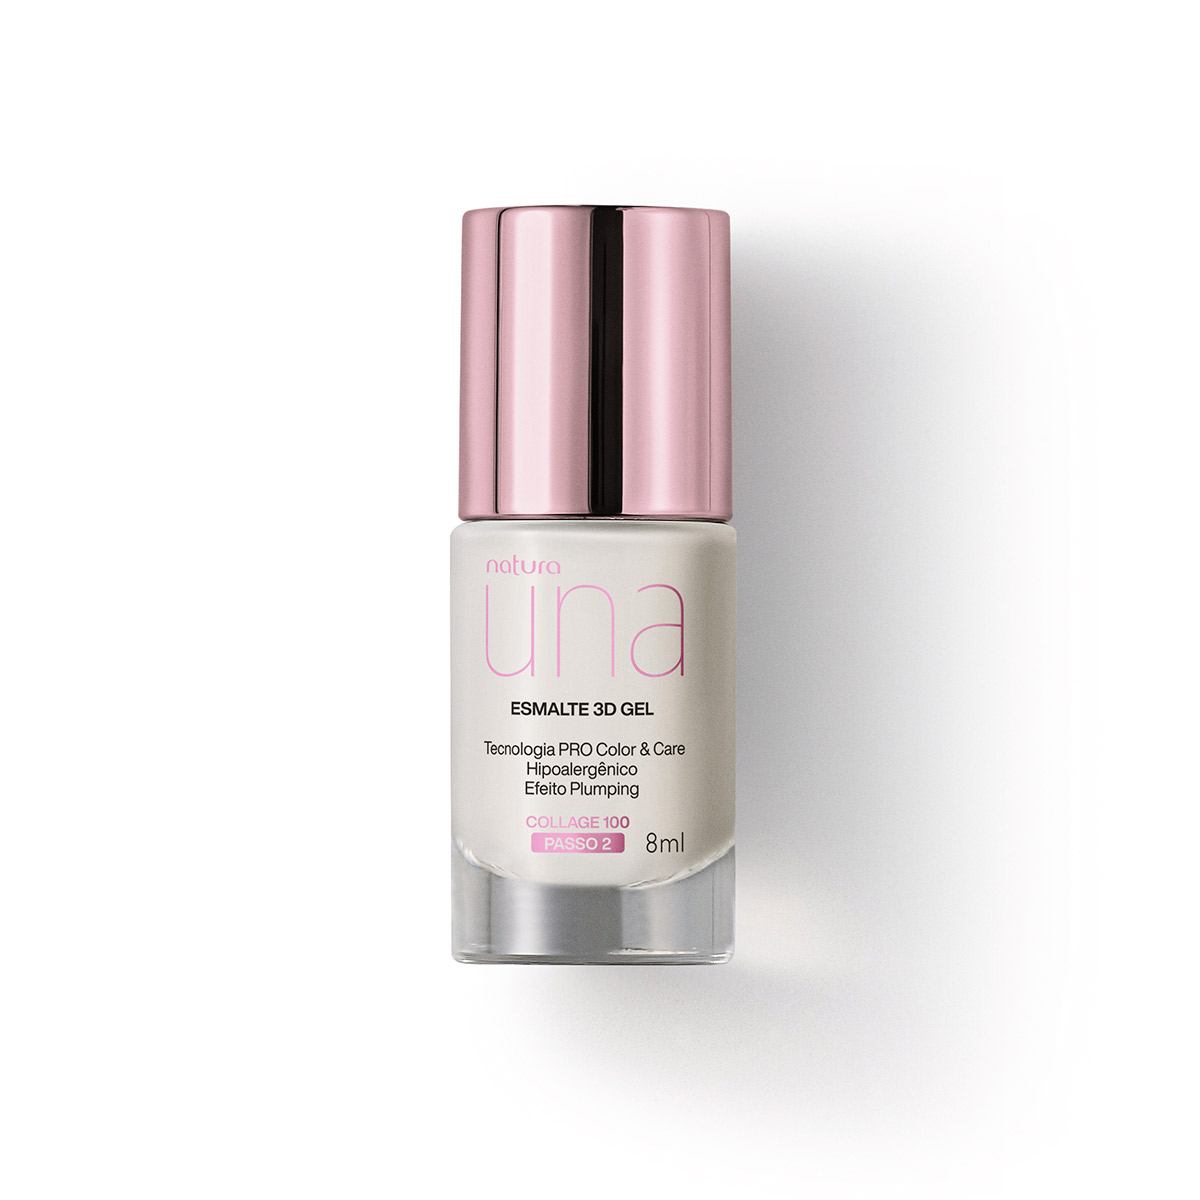 natura
una
ESMALTE 3D GEL
Tecnologia PRO Color & Care
Hipoalergênico
Efeito Plumping
COLLAGE 100
PASSO 2
8ml